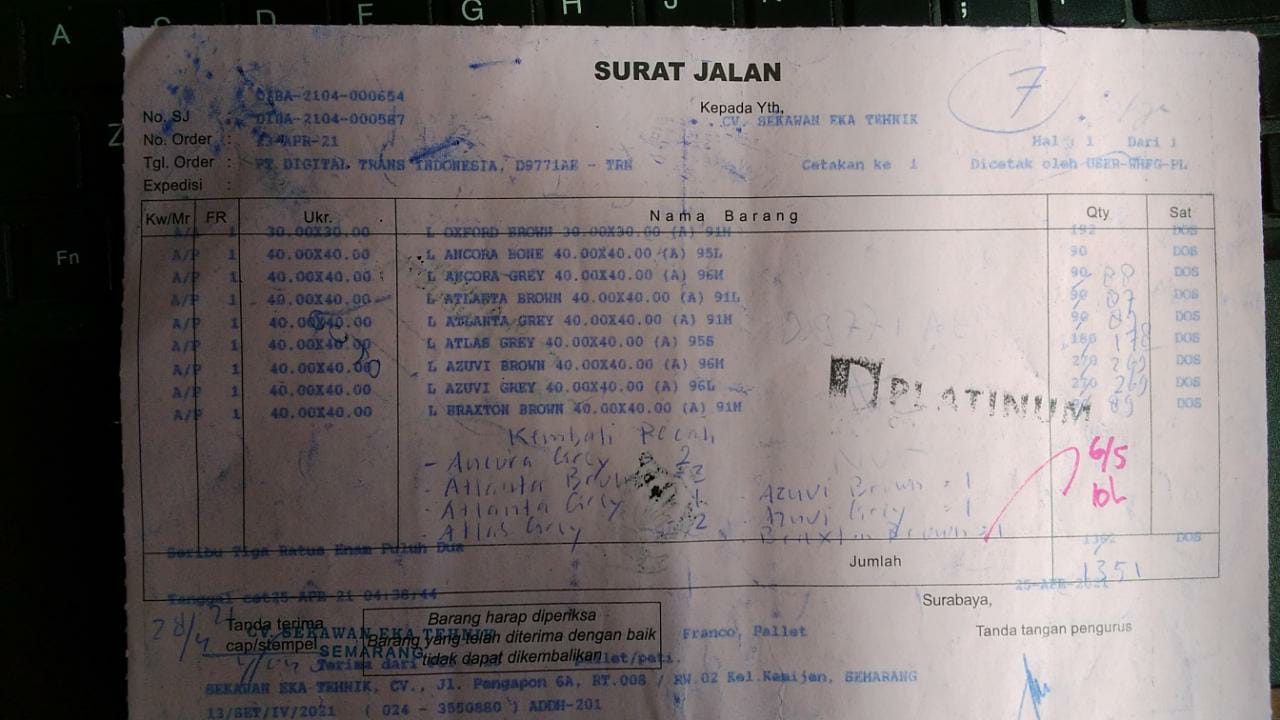 SURAT JALAN
7
DIBA-2104-000654
No. SJ : DIBA-2104-000587
Kepada Yth,
CV. SEKAWAN EKA TEHNIK
No. Order : 23-APR-21
Hal : 1 Dari 1
Tgl. Order : PT. DIGITAL TRANS INDONESIA, D9771AE - TRN
Cetakan ke 1
Dicetak oleh USER-WHFG-PL
Expedisi :
Kw/Mr FR Ukr. Nama Barang Qty Sat
A/P 1 30.00X30.00 L OXFORD BROWN 30.00X30.00 (A) 91M 192 DOS
A/P 1 40.00X40.00 L ANCORA BONE 40.00X40.00 (A) 95L 90 DOS
A/P 1 40.00X40.00 L ANCORA GREY 40.00X40.00 (A) 96M 90 88 DOS
A/P 1 40.00X40.00 L ATLANTA BROWN 40.00X40.00 (A) 91L 90 87 DOS
A/P 1 40.00X40.00 L ATLANTA GREY 40.00X40.00 (A) 91M 90 89 DOS
A/P 1 40.00X40.00 L ATLAS GREY 40.00X40.00 (A) 95S 180 178 DOS
A/P 1 40.00X40.00 L AZUVI BROWN 40.00X40.00 (A) 96M 270 269 DOS
A/P 1 40.00X40.00 L AZUVI GREY 40.00X40.00 (A) 96L 270 269 DOS
A/P 1 40.00X40.00 L BRAXTON BROWN 40.00X40.00 (A) 91M 89 DOS
D9771 AE
PLATINUM
Kembali Pecah
- Ancora Grey = 2
- Atlanta Brown = 3
- Azuvi Brown = 1
- Atlanta Grey = 1
- Azuvi Grey = 1
- Atlas Grey = 2
- Braxton Brown = 1
6/5
Seribu Tiga Ratus Enam Puluh Dua
Jumlah
1362 DOS
1351
Tanggal cet25-APR-21 04:38:44
25-APR-2021
Surabaya,
28/4 21
Tanda terima
cap/stempel
Barang harap diperiksa
Barang yang telah diterima dengan baik
tidak dapat dikembalikan
CV. SEKAWAN EKA TEHNIK
SEMARANG
Franco, Pallet
Tanda tangan pengurus
Terima dari
pallet/peti.
SEKAWAN EKA TEHNIK, CV., Jl. Pengapon 6A, RT.008 / RW.02 Kel.Kemijen, SEMARANG
13/SET/IV/2021 ( 024 - 3550880 ) ADDH-201